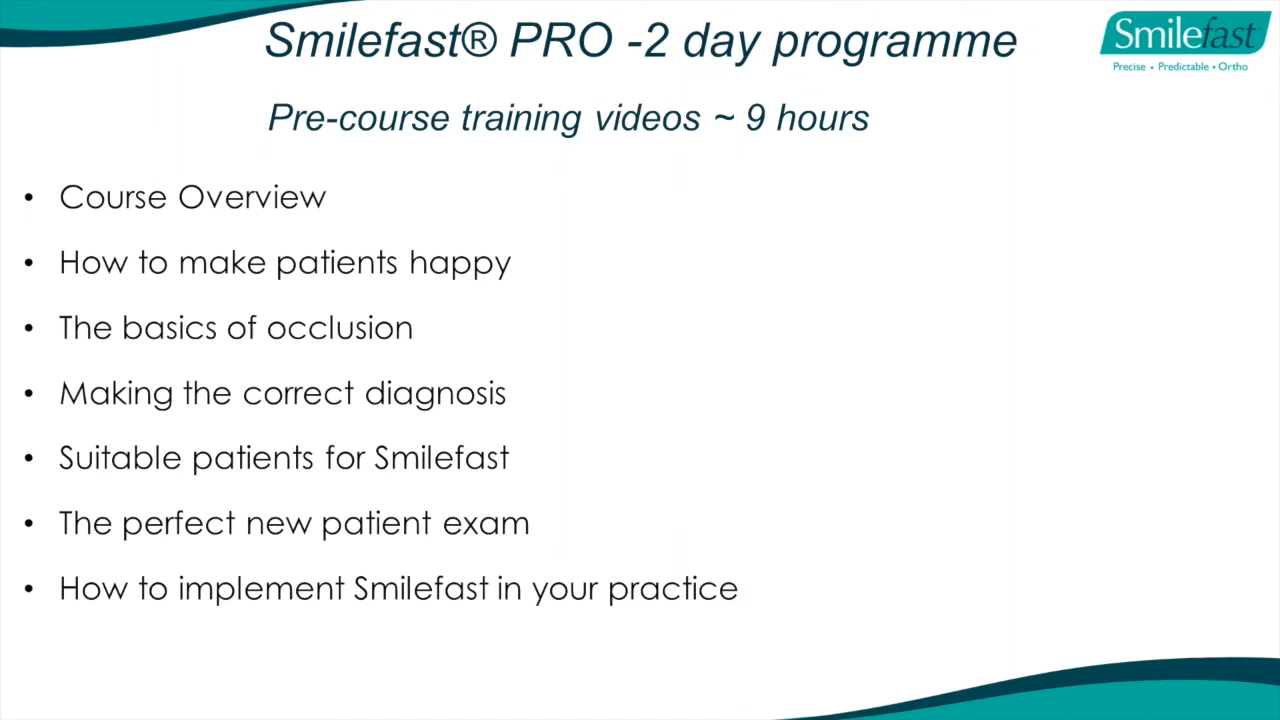 Smilefast® PRO -2 day programme
Smilefast
Precise • Predictable • Ortho
Pre-course training videos ~ 9 hours
• Course Overview
• How to make patients happy
• The basics of occlusion
• Making the correct diagnosis
• Suitable patients for Smilefast
• The perfect new patient exam
• How to implement Smilefast in your practice